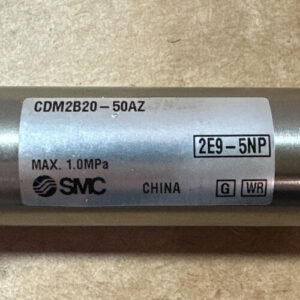 CDM2B20-50AZ
2E9-5NP
MAX. 1.0MPa
SMC CHINA G WR